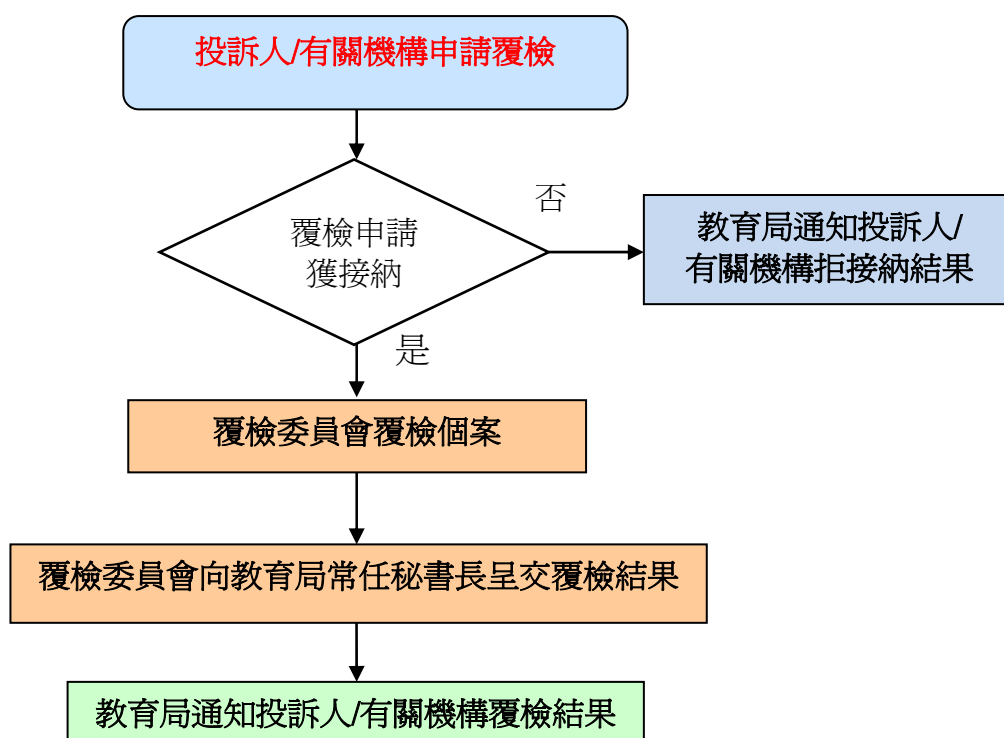 投訴人/有關機構申請覆檢
覆檢申請
獲接納
否
教育局通知投訴人/
有關機構拒接納結果
是
覆檢委員會覆檢個案
覆檢委員會向教育局常任秘書長呈交覆檢結果
教育局通知投訴人/有關機構覆檢結果